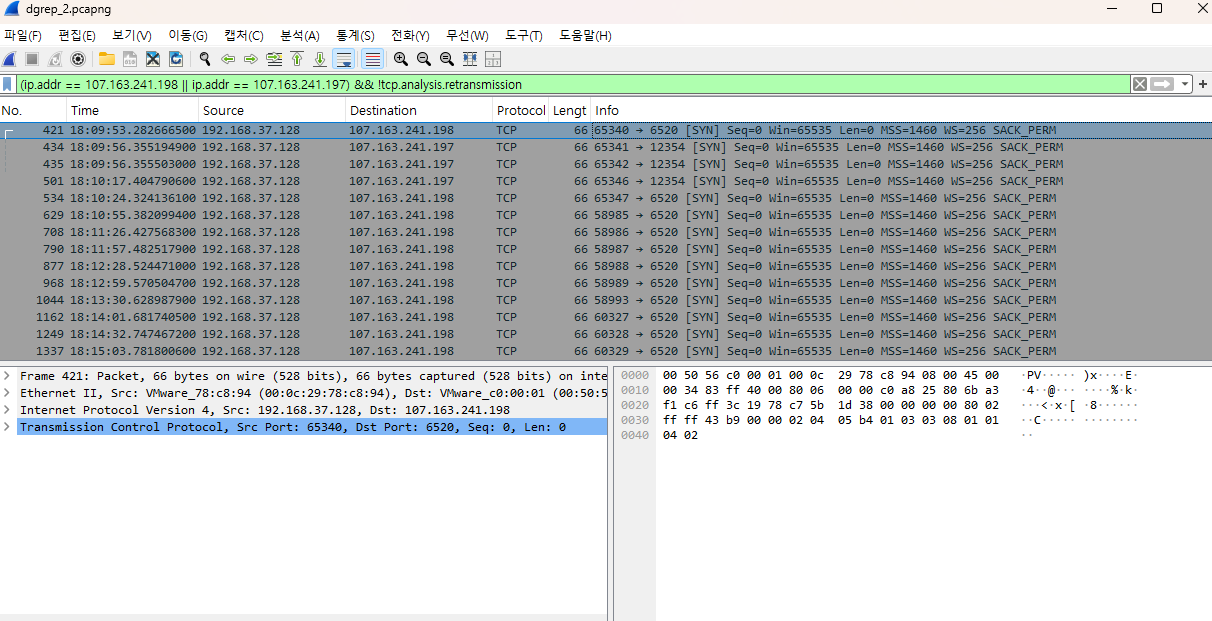 dgrep_2.pcapng
파일(F) 편집(E) 보기(V) 이동(G) 캡처(C) 분석(A) 통계(S) 전화(Y) 무선(W) 도구(T) 도움말(H)
(ip.addr == 107.163.241.198 || ip.addr == 107.163.241.197) && !tcp.analysis.retransmission
No. Time Source Destination Protocol Lengt Info
421 18:09:53.282666500 192.168.37.128 107.163.241.198 TCP 66 65340 → 6520 [SYN] Seq=0 Win=65535 Len=0 MSS=1460 WS=256 SACK_PERM
434 18:09:56.355194900 192.168.37.128 107.163.241.197 TCP 66 65341 → 12354 [SYN] Seq=0 Win=65535 Len=0 MSS=1460 WS=256 SACK_PERM
435 18:09:56.355503000 192.168.37.128 107.163.241.197 TCP 66 65342 → 12354 [SYN] Seq=0 Win=65535 Len=0 MSS=1460 WS=256 SACK_PERM
501 18:10:17.404790600 192.168.37.128 107.163.241.197 TCP 66 65346 → 12354 [SYN] Seq=0 Win=65535 Len=0 MSS=1460 WS=256 SACK_PERM
534 18:10:24.324136100 192.168.37.128 107.163.241.198 TCP 66 65347 → 6520 [SYN] Seq=0 Win=65535 Len=0 MSS=1460 WS=256 SACK_PERM
629 18:10:55.382099400 192.168.37.128 107.163.241.198 TCP 66 58985 → 6520 [SYN] Seq=0 Win=65535 Len=0 MSS=1460 WS=256 SACK_PERM
708 18:11:26.427568300 192.168.37.128 107.163.241.198 TCP 66 58986 → 6520 [SYN] Seq=0 Win=65535 Len=0 MSS=1460 WS=256 SACK_PERM
790 18:11:57.482517900 192.168.37.128 107.163.241.198 TCP 66 58987 → 6520 [SYN] Seq=0 Win=65535 Len=0 MSS=1460 WS=256 SACK_PERM
877 18:12:28.524471000 192.168.37.128 107.163.241.198 TCP 66 58988 → 6520 [SYN] Seq=0 Win=65535 Len=0 MSS=1460 WS=256 SACK_PERM
968 18:12:59.570504700 192.168.37.128 107.163.241.198 TCP 66 58989 → 6520 [SYN] Seq=0 Win=65535 Len=0 MSS=1460 WS=256 SACK_PERM
1044 18:13:30.628987900 192.168.37.128 107.163.241.198 TCP 66 58993 → 6520 [SYN] Seq=0 Win=65535 Len=0 MSS=1460 WS=256 SACK_PERM
1162 18:14:01.681740500 192.168.37.128 107.163.241.198 TCP 66 60327 → 6520 [SYN] Seq=0 Win=65535 Len=0 MSS=1460 WS=256 SACK_PERM
1249 18:14:32.747467200 192.168.37.128 107.163.241.198 TCP 66 60328 → 6520 [SYN] Seq=0 Win=65535 Len=0 MSS=1460 WS=256 SACK_PERM
1337 18:15:03.781800600 192.168.37.128 107.163.241.198 TCP 66 60329 → 6520 [SYN] Seq=0 Win=65535 Len=0 MSS=1460 WS=256 SACK_PERM
Frame 421: Packet, 66 bytes on wire (528 bits), 66 bytes captured (528 bits) on inte
Ethernet II, Src: VMware_78:c8:94 (00:0c:29:78:c8:94), Dst: VMware_c0:00:01 (00:50:5
Internet Protocol Version 4, Src: 192.168.37.128, Dst: 107.163.241.198
Transmission Control Protocol, Src Port: 65340, Dst Port: 6520, Seq: 0, Len: 0
0000 00 50 56 c0 00 01 00 0c 29 78 c8 94 08 00 45 00 ·PV·····)x····E·
0010 00 34 83 ff 40 00 80 06 00 00 c0 a8 25 80 6b a3 ·4··@·······%·k·
0020 f1 c6 ff 3c 19 78 c7 5b 1d 38 00 00 00 00 80 02 ···<·x·[·8······
0030 ff ff 43 b9 00 00 02 04 05 b4 01 03 03 08 01 01 ··C·············
0040 04 02 ··